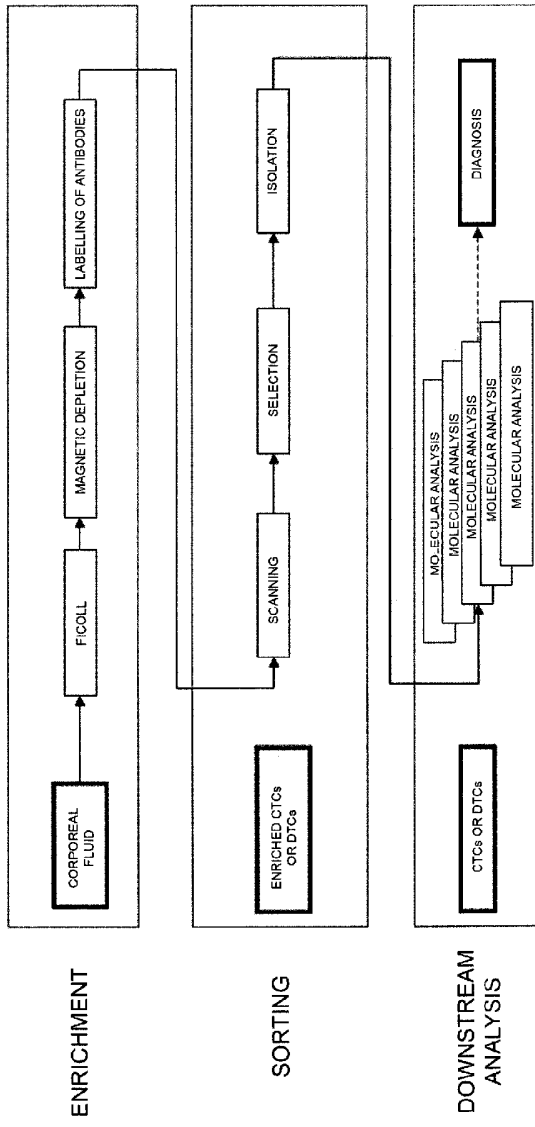 ENRICHMENT
CORPOREAL
FLUID
FICOLL
MAGNETIC DEPLETION
LABELLING OF ANTIBODIES
SORTING
ENRICHED CTCs
OR DTCs
SCANNING
SELECTION
ISOLATION
DOWNSTREAM
ANALYSIS
CTCs OR DTCs
MOLECULAR ANALYSIS
MOLECULAR ANALYSIS
MOLECULAR ANALYSIS
MOLECULAR ANALYSIS
MOLECULAR ANALYSIS
DIAGNOSIS